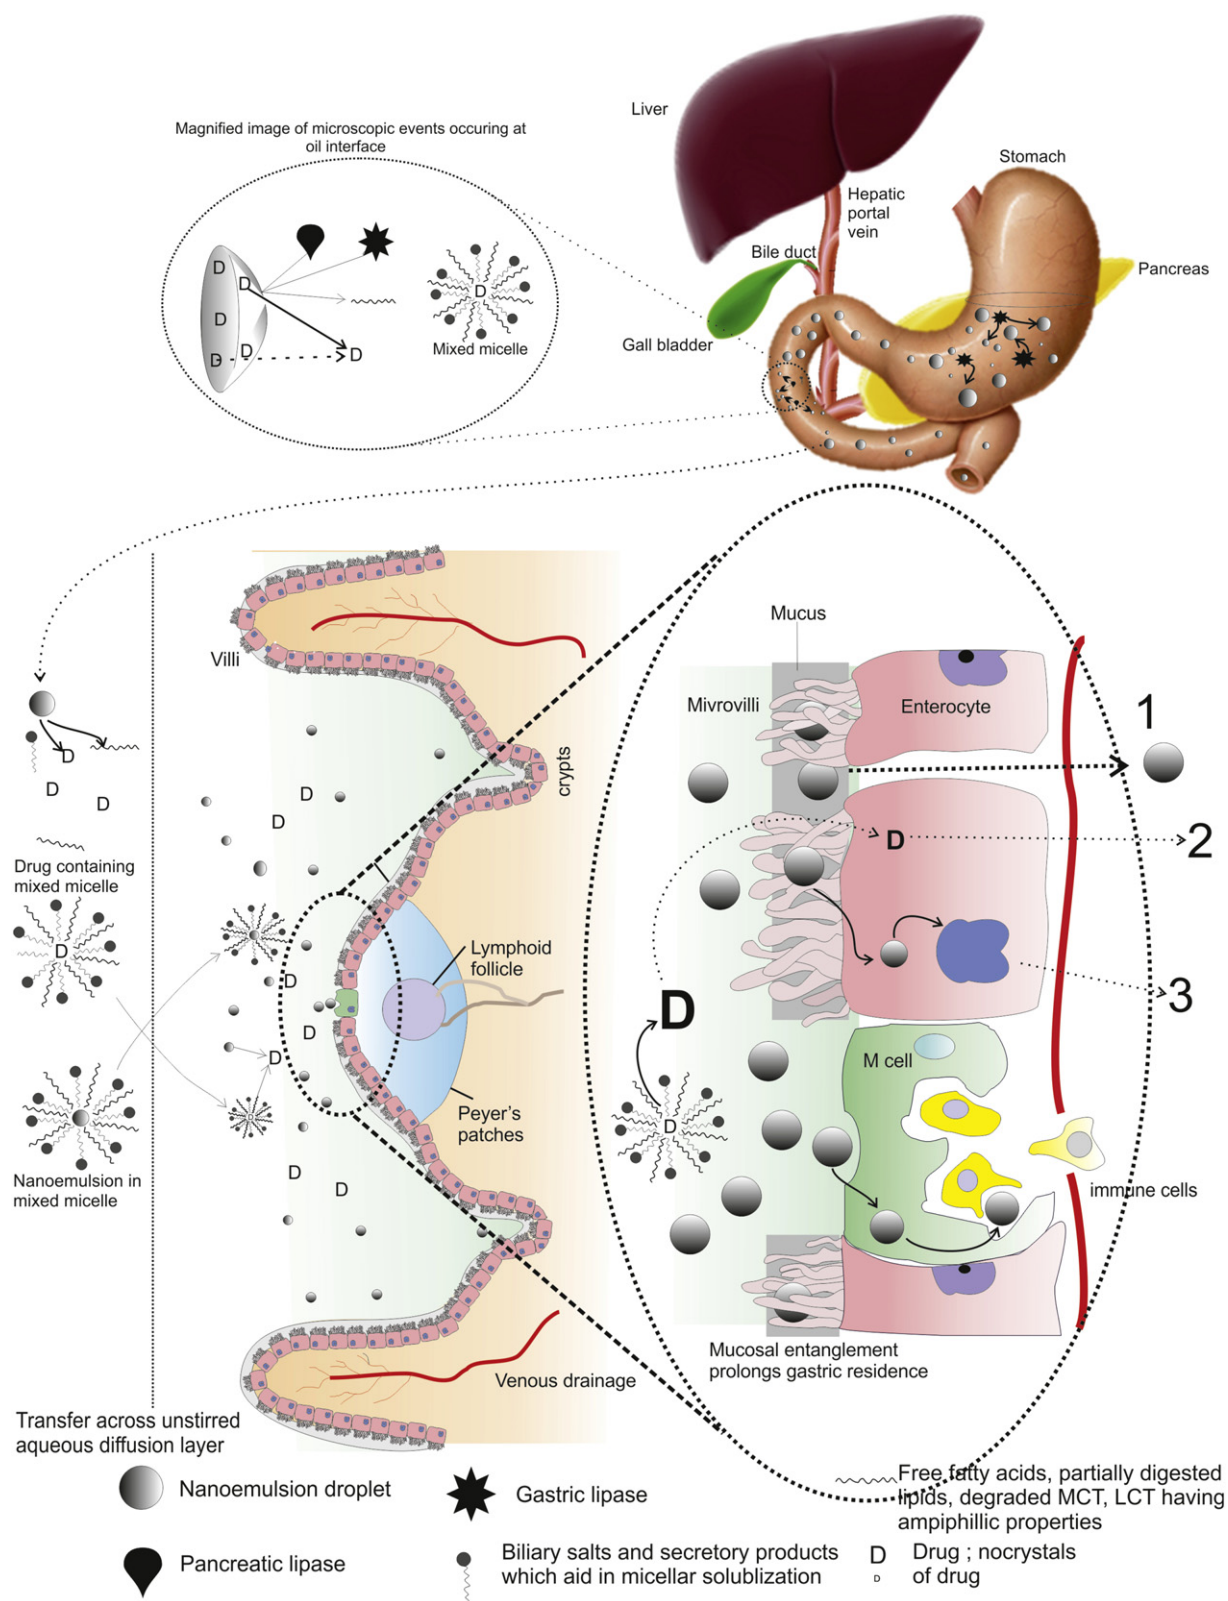 Liver
Stomach
Magnified image of microscopic events occuring at
oil interface
Hepatic
portal
vein
Bile duct
Pancreas
Gall bladder
D
D
D
D
D
D
D
Mixed micelle
Villi
crypts
Mucus
Mivrovilli
Enterocyte
1
D
D
D
D
D
D
2
Drug containing
mixed micelle
D
Lymphoid
follicle
D
D
D
D
3
D
M cell
D
D
Peyer's
patches
Nanoemulsion in
mixed micelle
D
D
immune cells
Mucosal entanglement
prolongs gastric residence
Venous drainage
Transfer across unstirred
aqueous diffusion layer
Nanoemulsion droplet
Gastric lipase
Free fatty acids, partially digested
lipids, degraded MCT, LCT having
ampiphillic properties
Pancreatic lipase
Biliary salts and secretory products
which aid in micellar solublization
D Drug ; nocrystals
D of drug